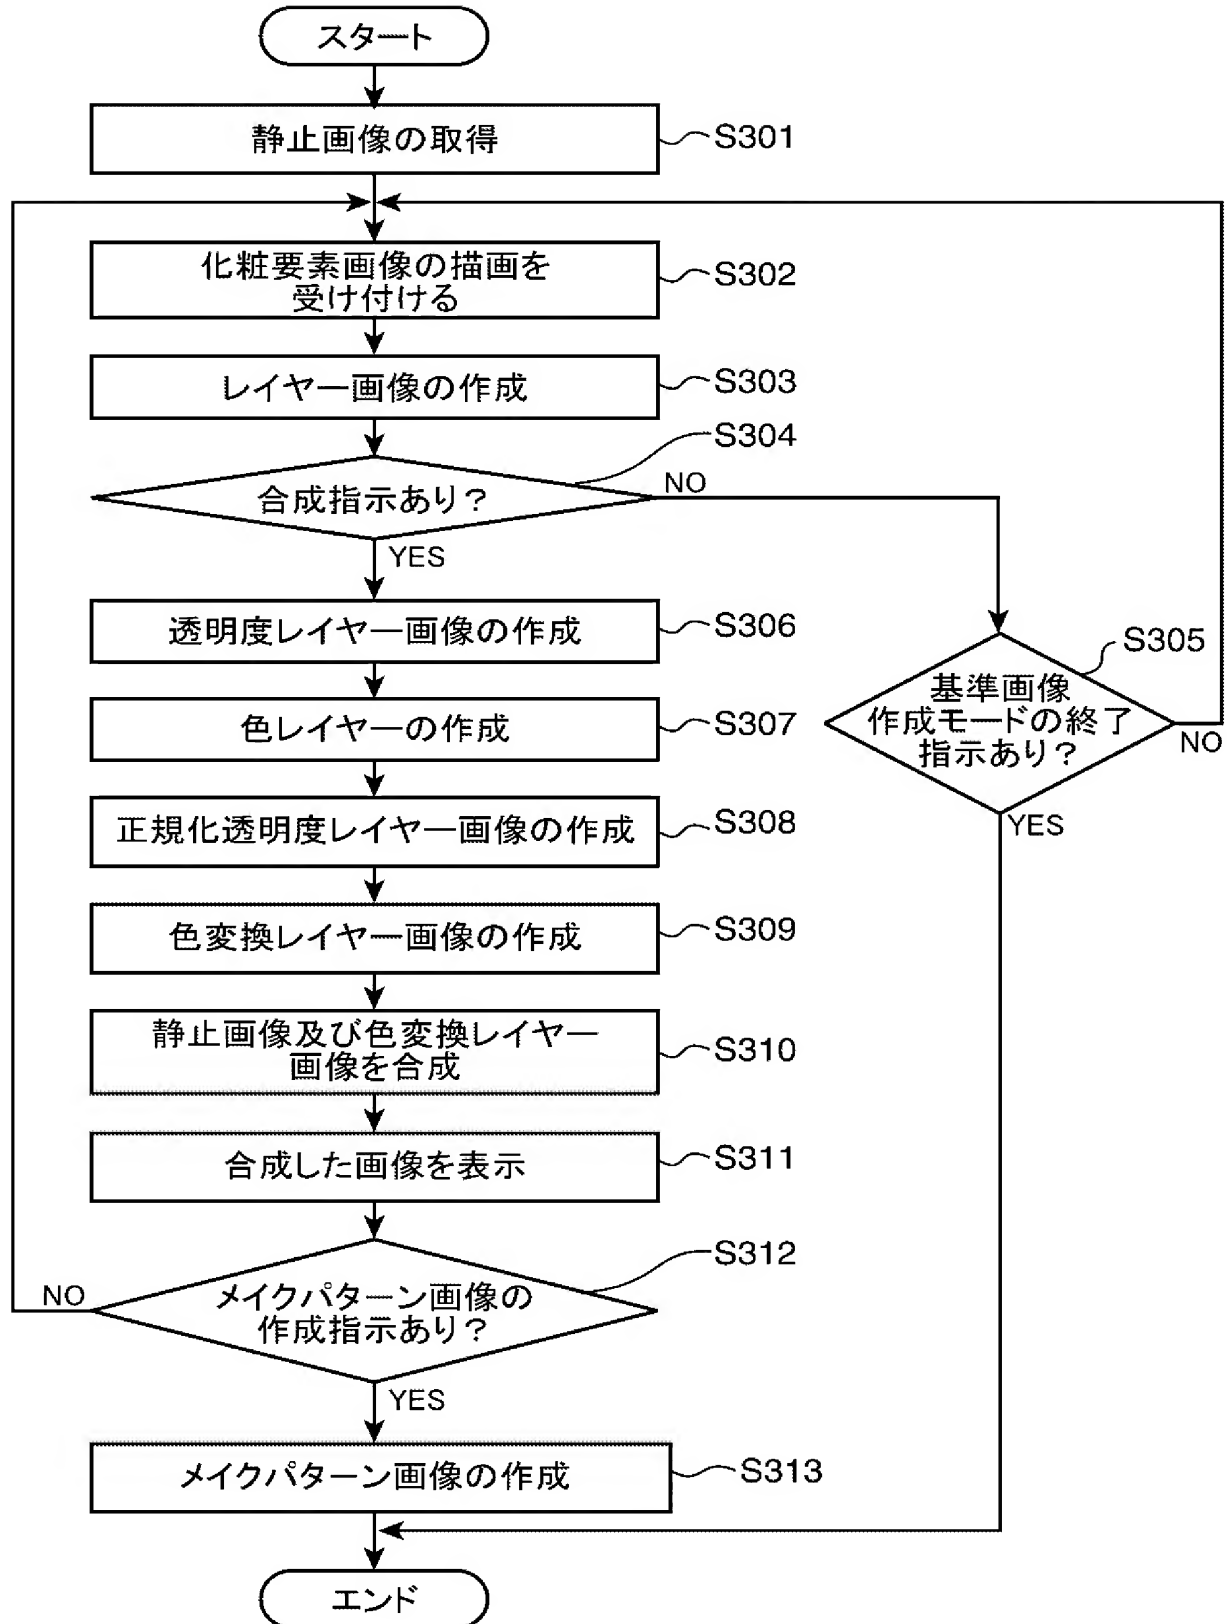 スタート
静止画像の取得
S301
化粧要素画像の描画を
受け付ける
S302
レイヤー画像の作成
S303
S304
合成指示あり？
NO
YES
透明度レイヤー画像の作成
S306
S305
基準画像
作成モードの終了
指示あり？
NO
YES
色レイヤーの作成
S307
正規化透明度レイヤー画像の作成
S308
色変換レイヤー画像の作成
S309
静止画像及び色変換レイヤー
画像を合成
S310
合成した画像を表示
S311
S312
メイクパターン画像の
作成指示あり？
NO
YES
メイクパターン画像の作成
S313
エンド